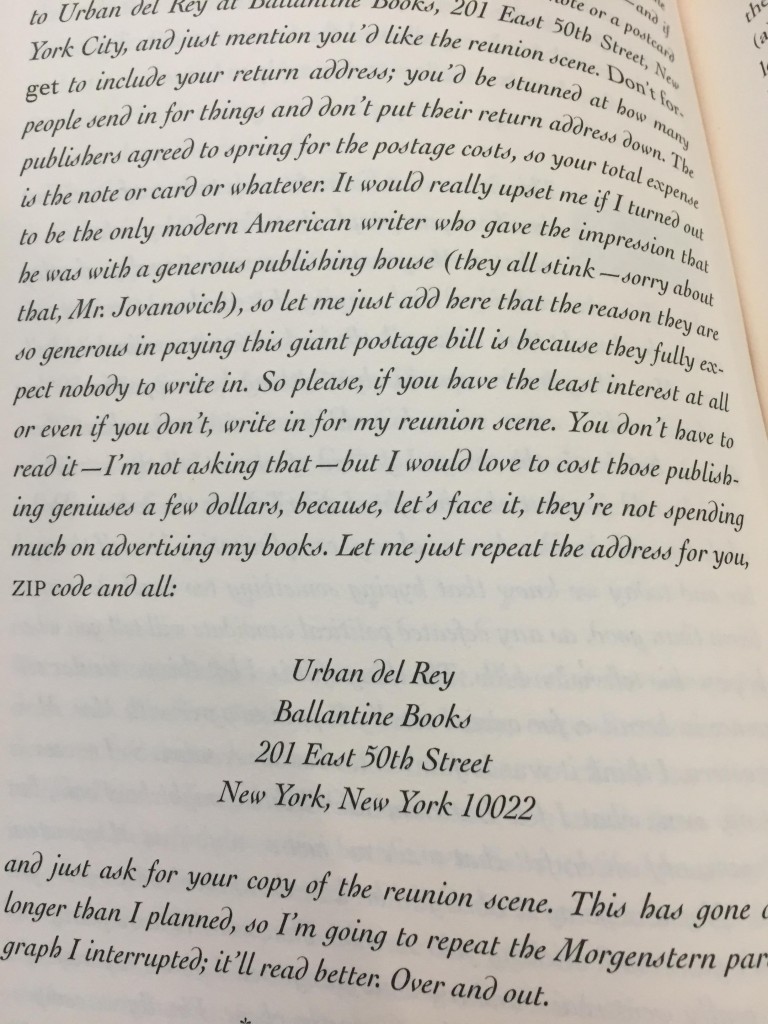 to Urban del Rey at Ballantine Books, 201 East 50th Street, New
York City, and just mention you'd like the reunion scene. Don't for-
get to include your return address; you'd be stunned at how many
people send in for things and don't put their return address down. The
publishers agreed to spring for the postage costs, so your total expense
is the note or card or whatever. It would really upset me if I turned out
to be the only modern American writer who gave the impression that
he was with a generous publishing house (they all stink—sorry about
that, Mr. Jovanovich), so let me just add here that the reason they are
so generous in paying this giant postage bill is because they fully ex-
pect nobody to write in. So please, if you have the least interest at all
or even if you don't, write in for my reunion scene. You don't have to
read it—I'm not asking that—but I would love to cost those publish-
ing geniuses a few dollars, because, let's face it, they're not spending
much on advertising my books. Let me just repeat the address for you,
ZIP code and all:
Urban del Rey
Ballantine Books
201 East 50th Street
New York, New York 10022
and just ask for your copy of the reunion scene. This has gone
longer than I planned, so I'm going to repeat the Morgenstern par
graph I interrupted; it'll read better. Over and out.
*